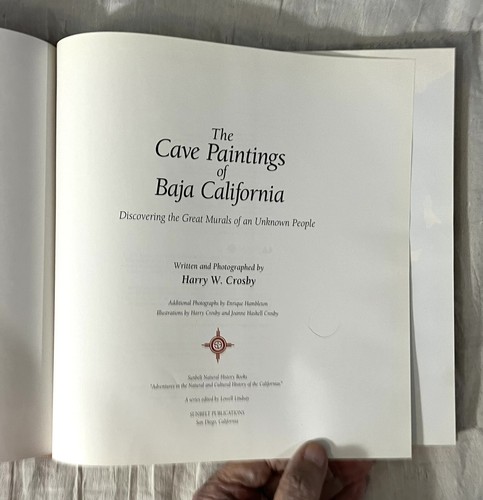 The
Cave Paintings
of
Baja California
Discovering the Great Murals of an Unknown People
Written and Photographed by
Harry W. Crosby
Additional Photographs by Enrique Hambleton
Illustrations by Harry Crosby and Joanne Haskell Crosby
Sunbelt Natural History Books
"Adventures in the Natural and Cultural History of the Californias"
A series edited by Lowell Lindsay
SUNBELT PUBLICATIONS
San Diego, California